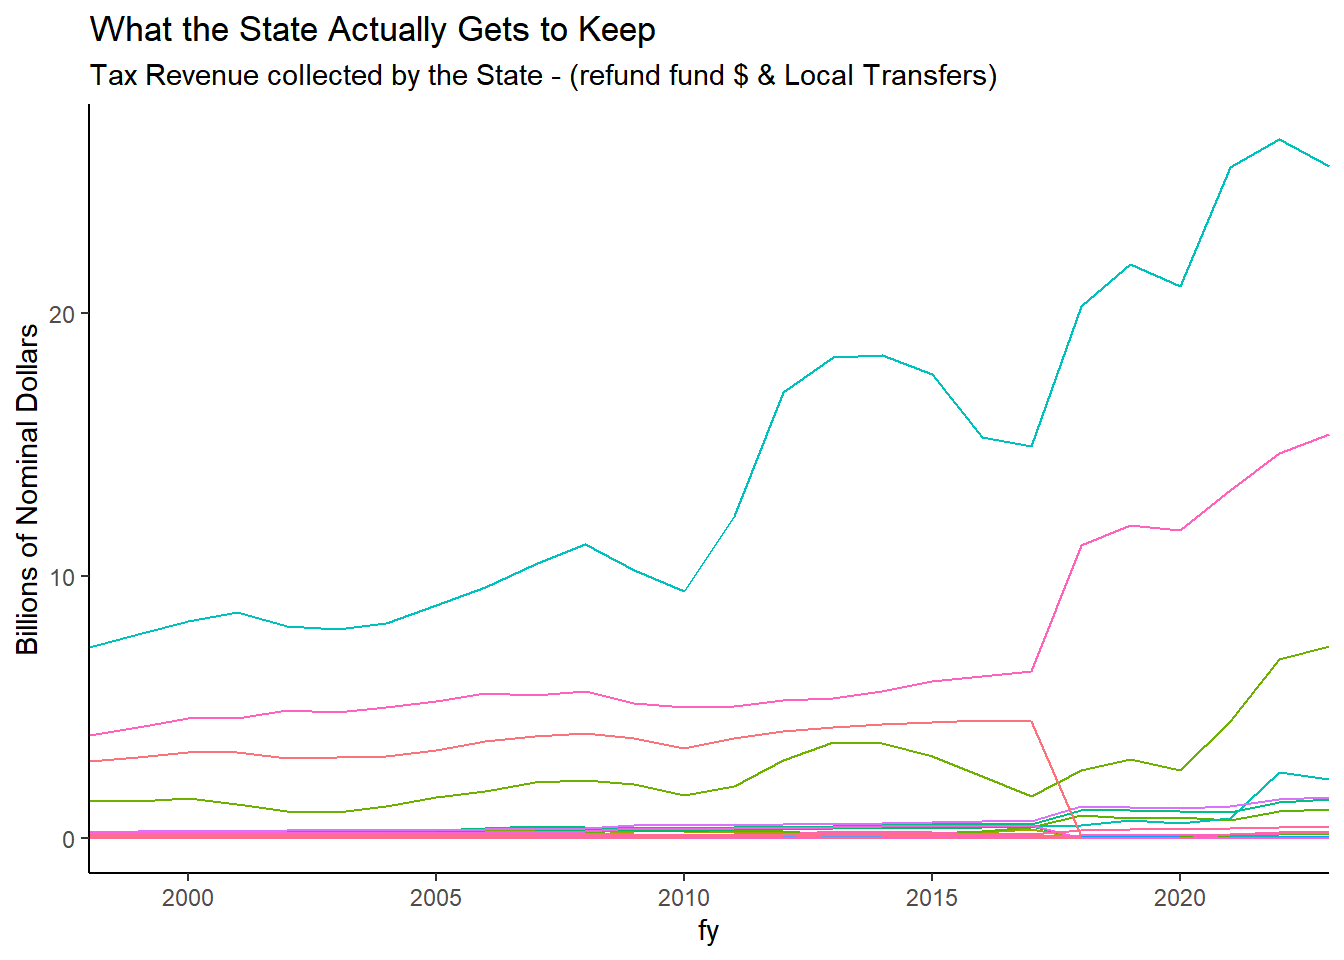 What the State Actually Gets to Keep
Tax Revenue collected by the State - (refund fund $ & Local Transfers)
Billions of Nominal Dollars
20
10
0
2000
2005
2010
2015
2020
fy